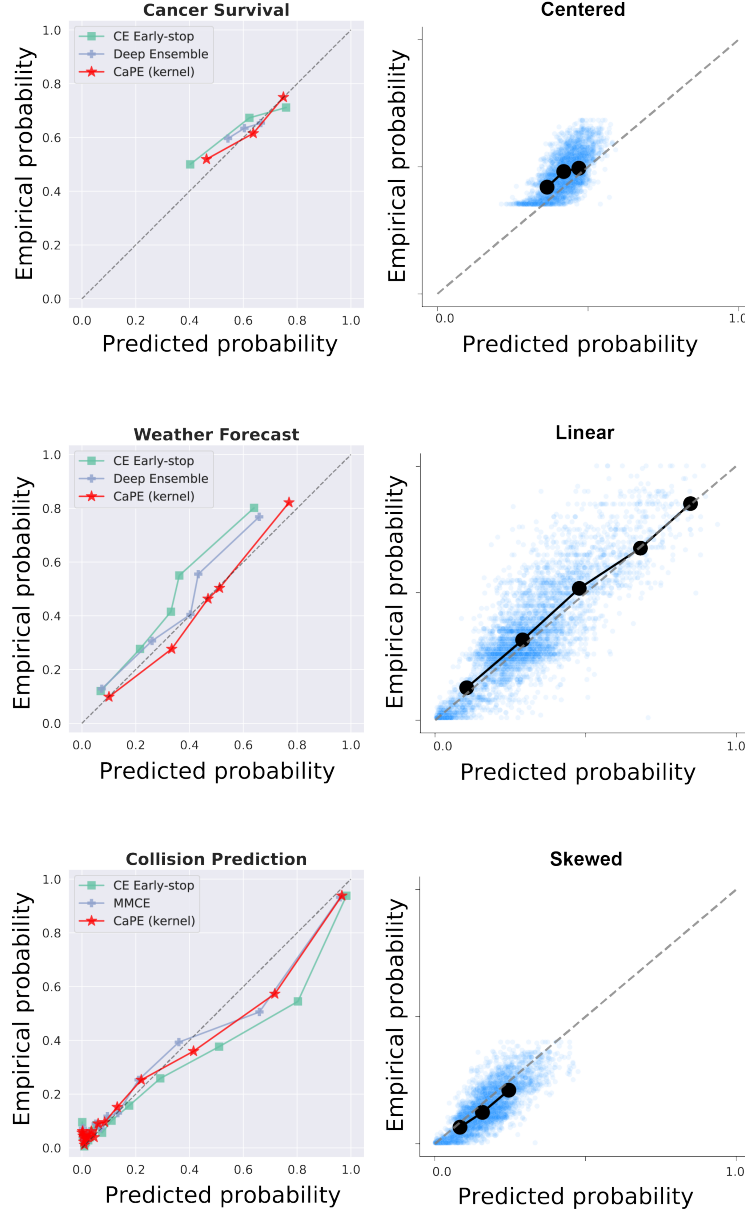 Cancer Survival
1.0
0.8
0.6
0.4
0.2
0.0
Empirical probability
CE Early-stop
Deep Ensemble
CaPE (kernel)
0.0 0.2 0.4 0.6 0.8 1.0
Predicted probability
Centered
Empirical probability
0.0 1.0
Predicted probability
Weather Forecast
1.0
0.8
0.6
0.4
0.2
0.0
Empirical probability
CE Early-stop
Deep Ensemble
CaPE (kernel)
0.0 0.2 0.4 0.6 0.8 1.0
Predicted probability
Linear
Empirical probability
0.0 1.0
Predicted probability
Collision Prediction
1.0
0.8
0.6
0.4
0.2
0.0
Empirical probability
CE Early-stop
MMCE
CaPE (kernel)
0.0 0.2 0.4 0.6 0.8 1.0
Predicted probability
Skewed
Empirical probability
0.0 1.0
Predicted probability